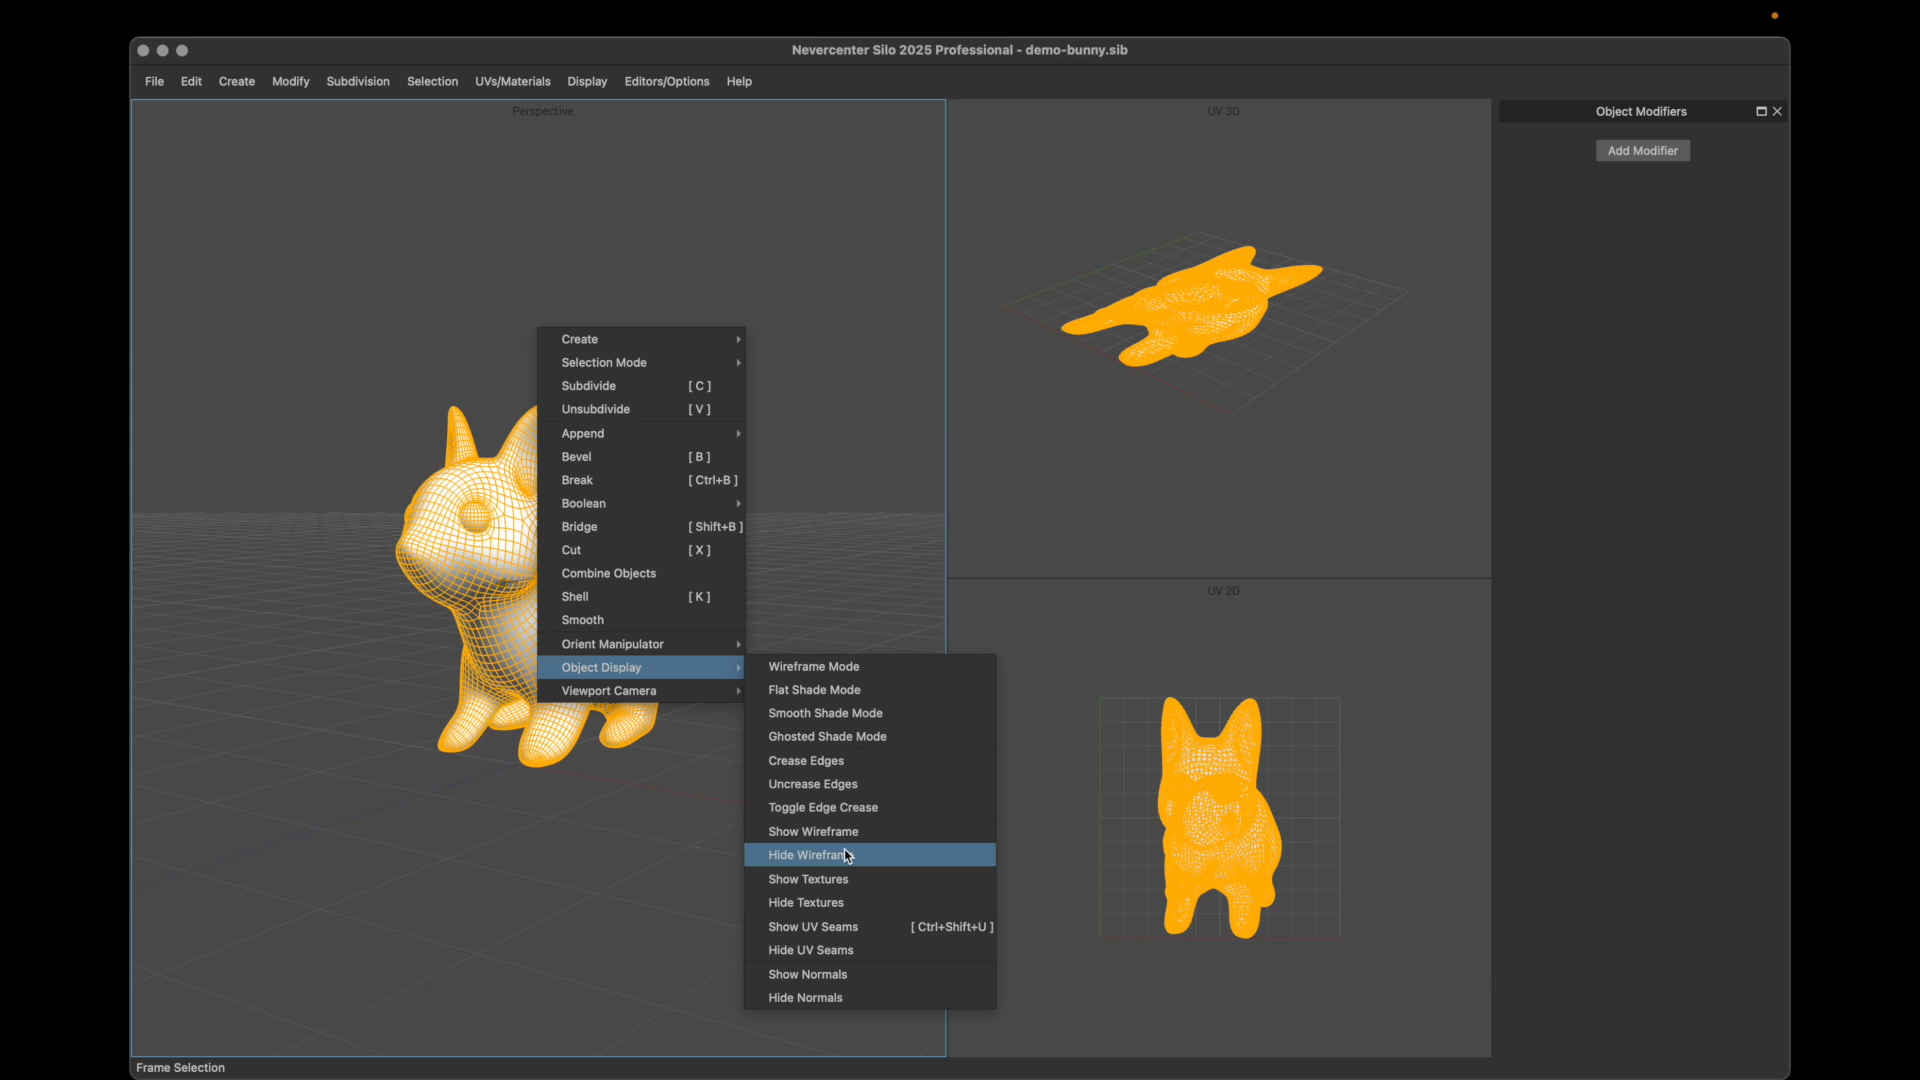 Nevercenter Silo 2025 Professional - demo-bunny.sib
File Edit Create Modify Subdivision Selection UVs/Materials Display Editors/Options Help
Perspective
UV 3D
Object Modifiers
Add Modifier
Create
Selection Mode
Subdivide [ C ]
Unsubdivide [ V ]
Append
Bevel [ B ]
Break [ Ctrl+B ]
Boolean
Bridge [ Shift+B ]
Cut [ X ]
Combine Objects
Shell [ K ]
Smooth
Orient Manipulator
Object Display
Viewport Camera
UV 2D
Wireframe Mode
Flat Shade Mode
Smooth Shade Mode
Ghosted Shade Mode
Crease Edges
Uncrease Edges
Toggle Edge Crease
Show Wireframe
Hide Wireframe
Show Textures
Hide Textures
Show UV Seams [ Ctrl+Shift+U ]
Hide UV Seams
Show Normals
Hide Normals
Frame Selection